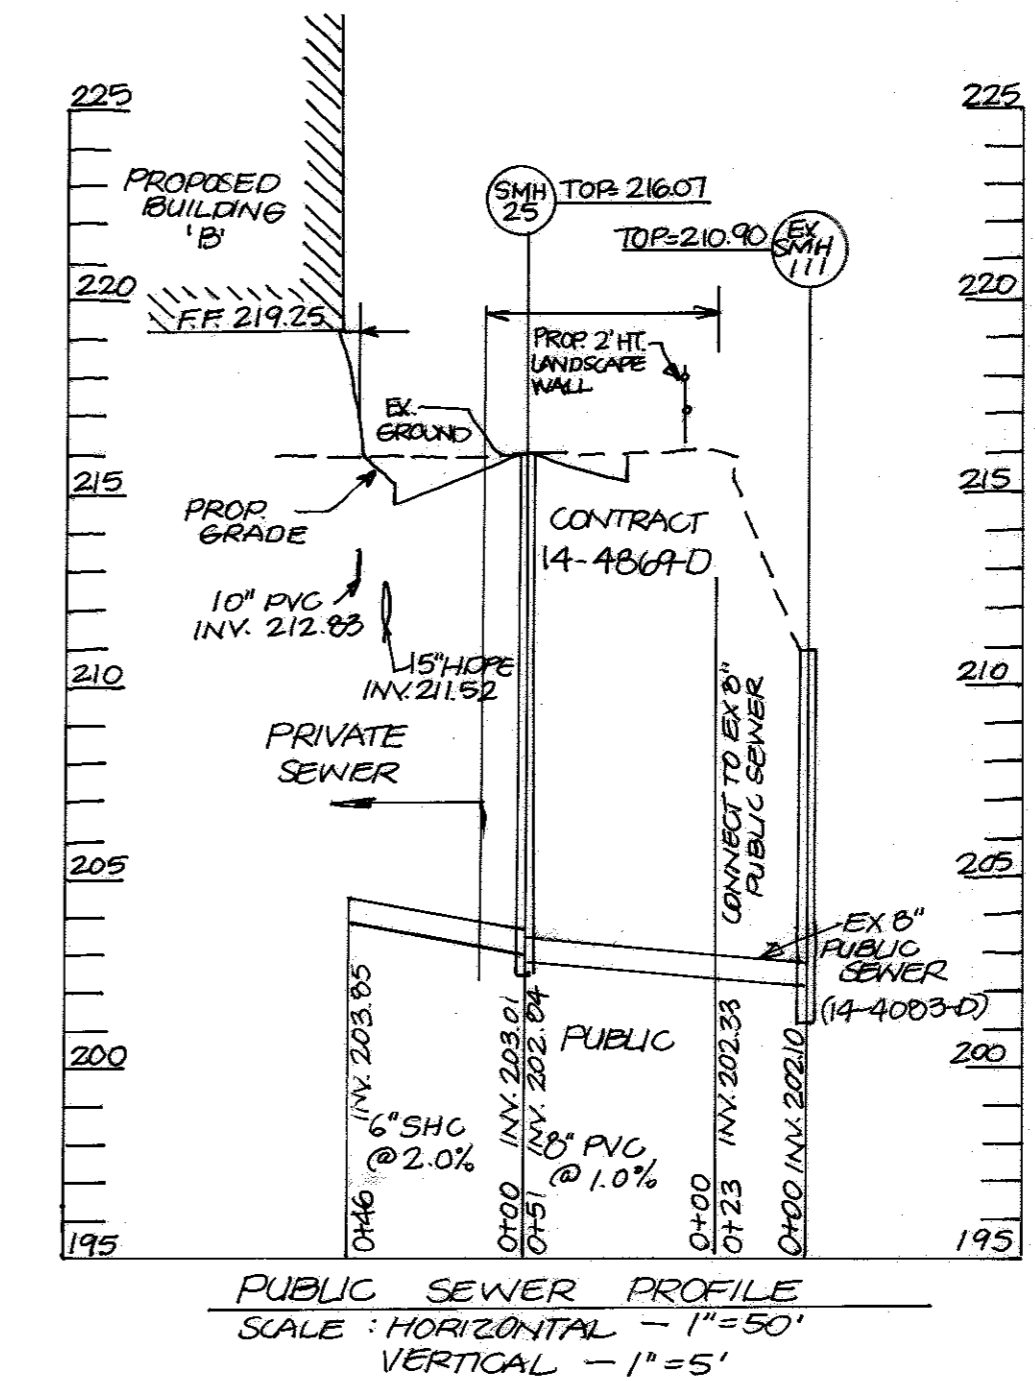 225
225
PROPOSED
BUILDING
'B'
SMH
25
TOP= 216.07
TOP=210.90
EX
SMH
111
220
220
F.F. 219.25
PROP. 2' HT.
LANDSCAPE
WALL
EX.
GROUND
215
215
PROP.
GRADE
CONTRACT
14-4869-D
10" PVC
INV. 212.83
15" HDPE
INV. 211.52
210
210
PRIVATE
SEWER
CONNECT TO EX 8"
PUBLIC SEWER
205
205
EX 8"
PUBLIC
SEWER
(14-4083-D)
200
200
INV. 203.85
INV. 203.01
INV. 202.84
PUBLIC
INV. 202.33
INV. 202.10
6" SHC
@ 2.0%
8" PVC
@ 1.0%
0+46
0+00
0+51
0+00
0+23
0+00
195
195
PUBLIC SEWER PROFILE
SCALE : HORIZONTAL - 1"=50'
VERTICAL - 1"=5'